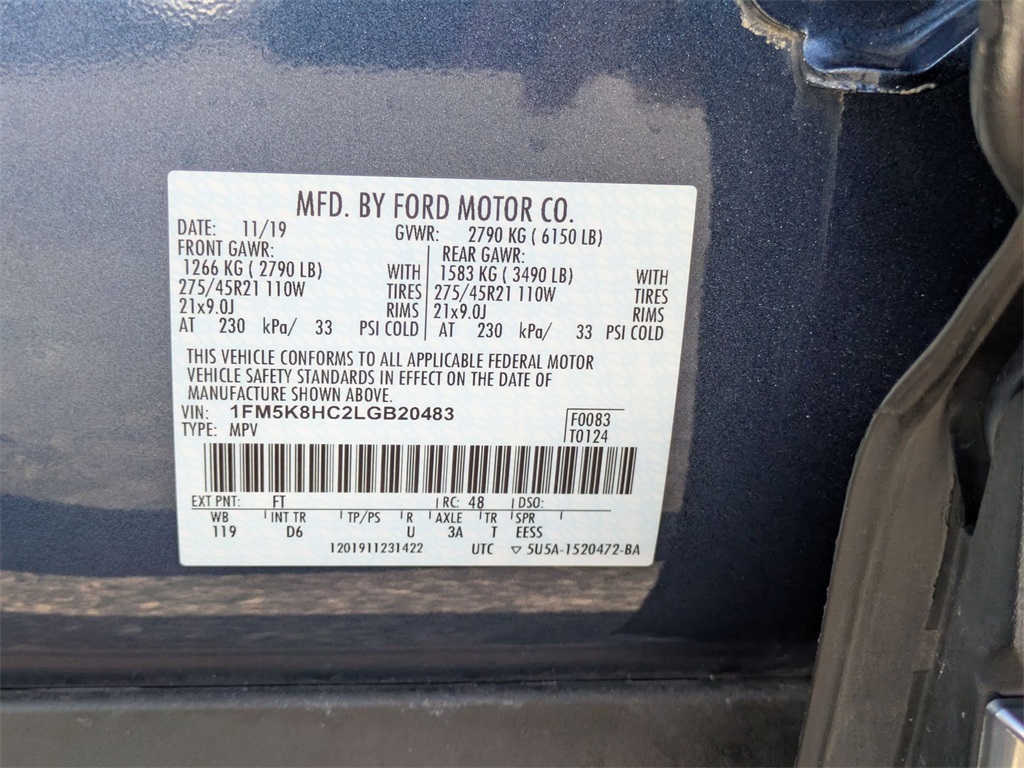 MFD. BY FORD MOTOR CO.
DATE: 11/19 GVWR: 2790 KG ( 6150 LB)
FRONT GAWR: REAR GAWR:
1266 KG ( 2790 LB) WITH 1583 KG ( 3490 LB) WITH
275/45R21 110W TIRES 275/45R21 110W TIRES
21x9.0J RIMS 21x9.0J RIMS
AT 230 kPa/ 33 PSI COLD AT 230 kPa/ 33 PSI COLD
THIS VEHICLE CONFORMS TO ALL APPLICABLE FEDERAL MOTOR
VEHICLE SAFETY STANDARDS IN EFFECT ON THE DATE OF
MANUFACTURE SHOWN ABOVE.
VIN: 1FM5K8HC2LGB20483 F0083
TYPE: MPV T0124
EXT PNT: FT RC: 48 DSO:
WB INT TR TP/PS R AXLE TR SPR
119 D6 U 3A T EESS
1201911231422 UTC ▽ 5U5A-1520472-BA